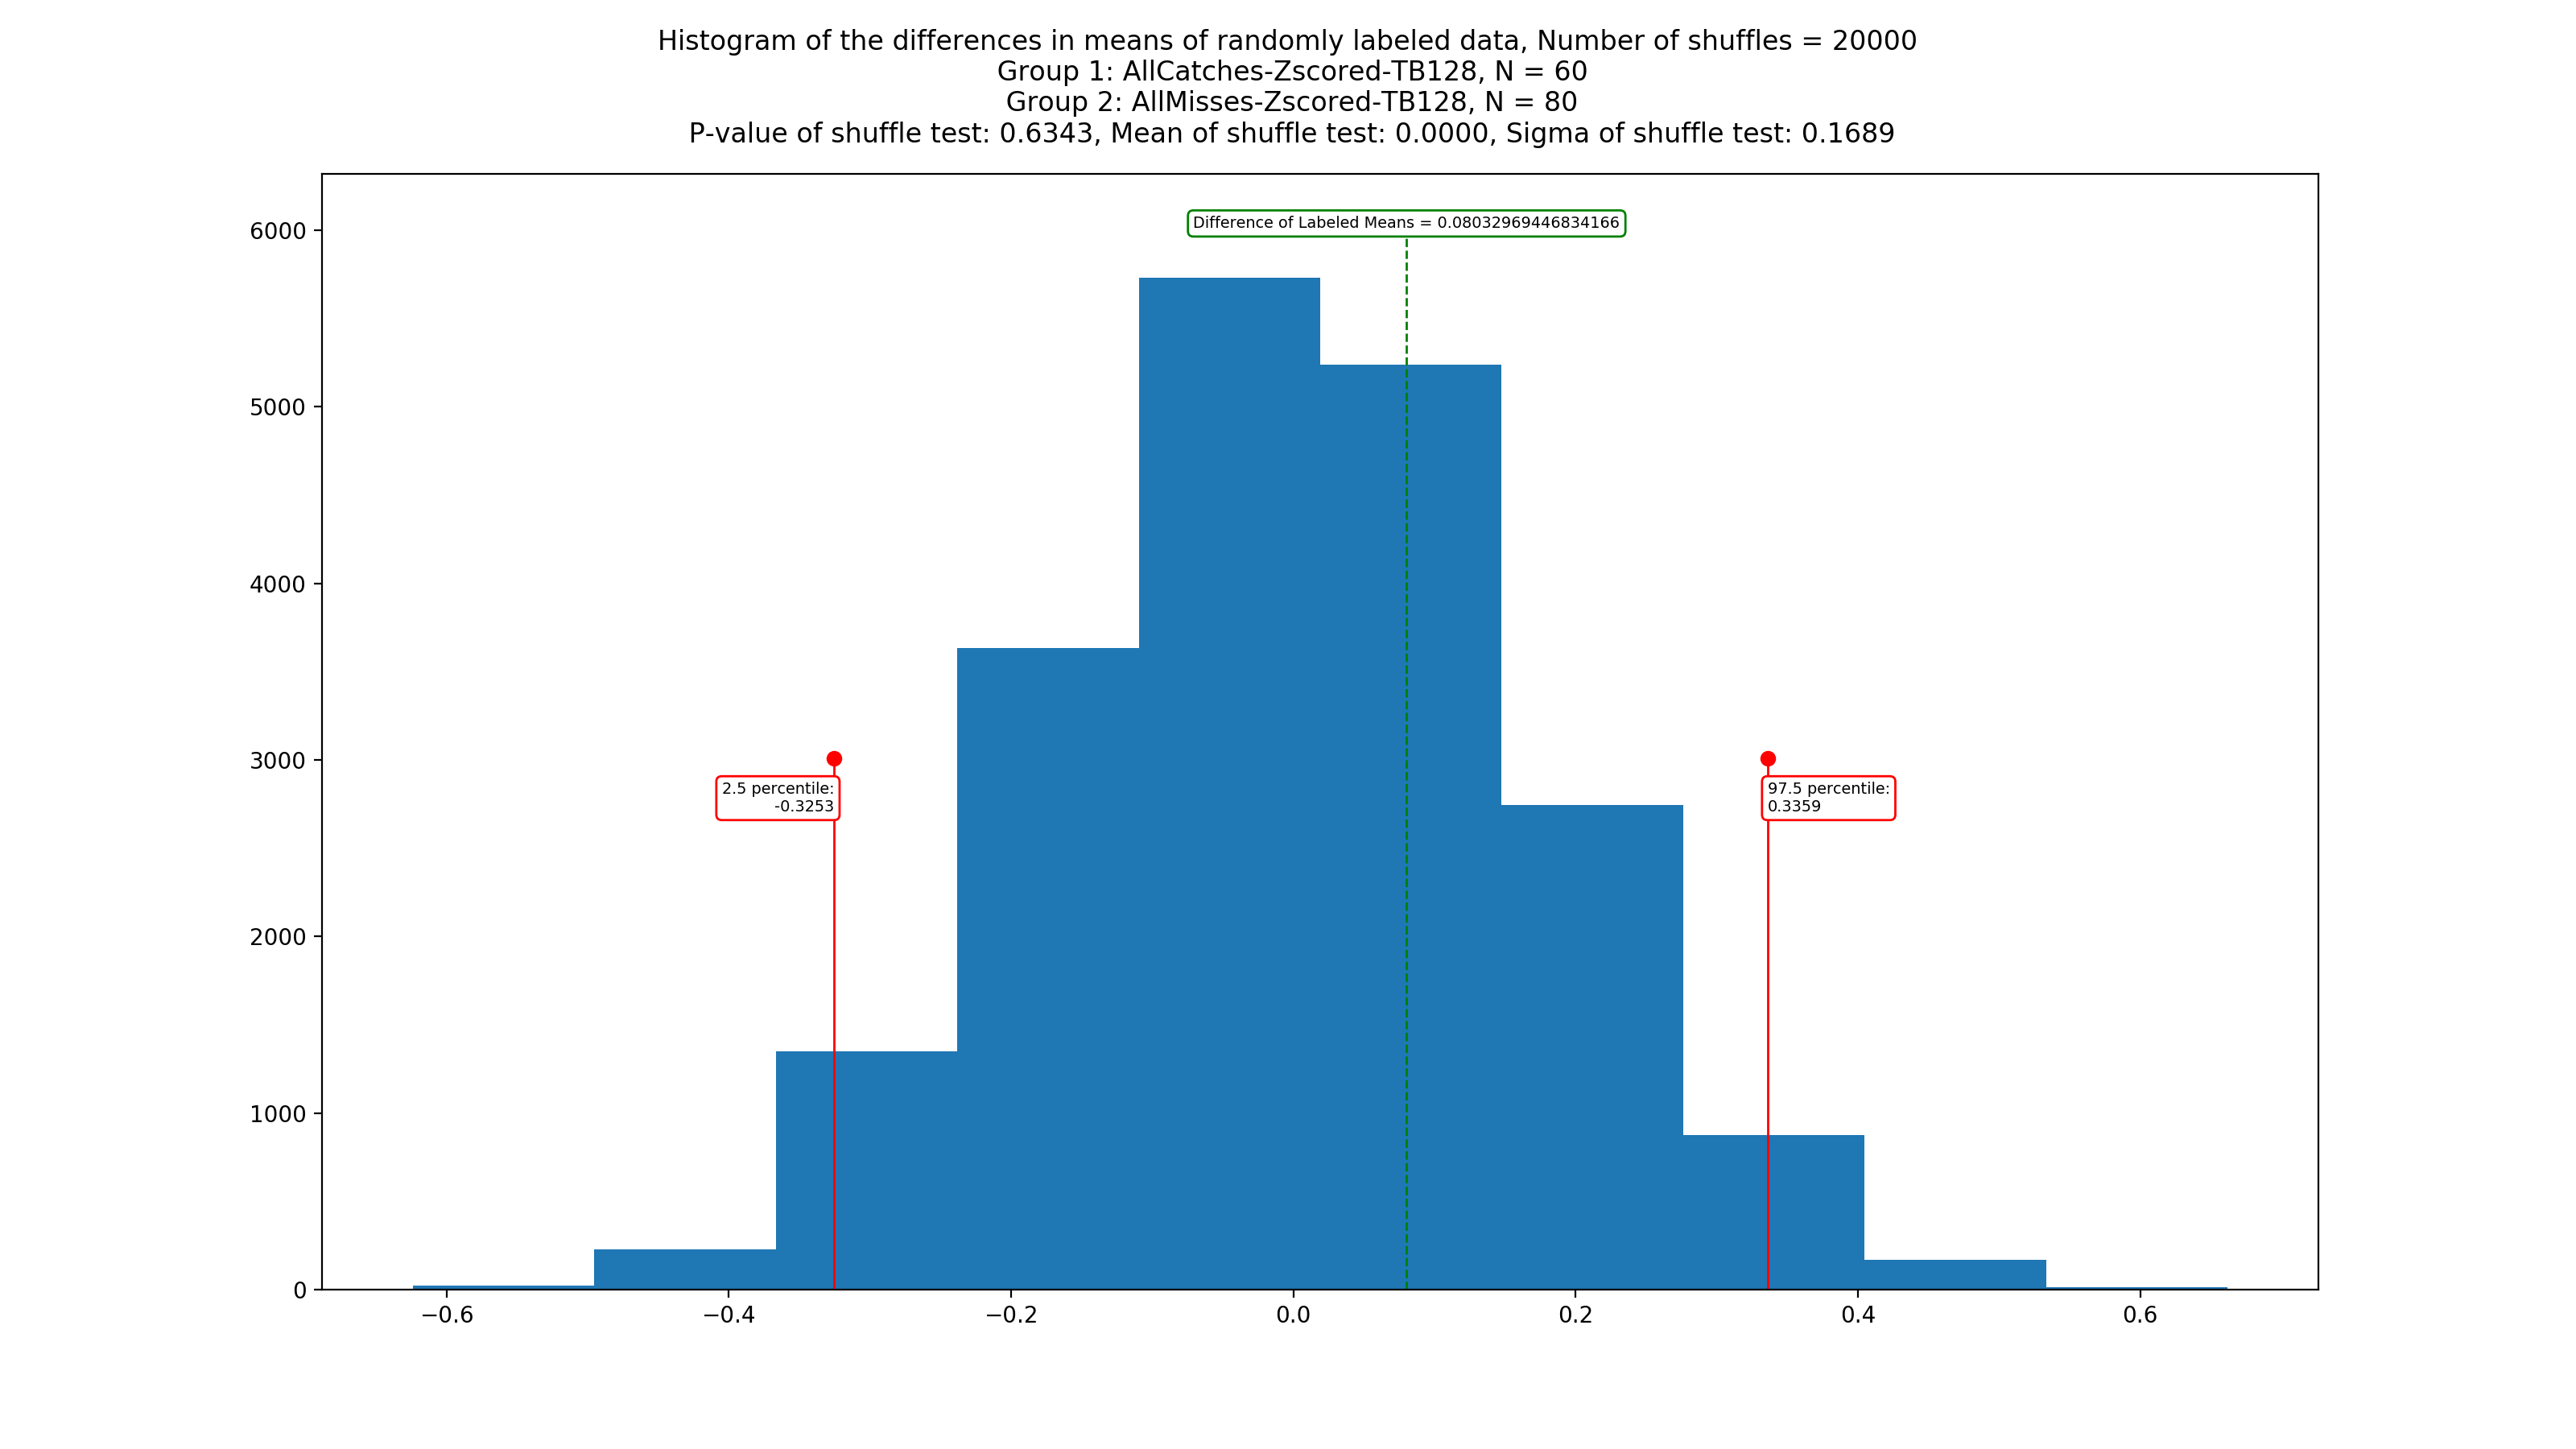 Histogram of the differences in means of randomly labeled data, Number of shuffles = 20000
Group 1: AllCatches-Zscored-TB128, N = 60
Group 2: AllMisses-Zscored-TB128, N = 80
P-value of shuffle test: 0.6343, Mean of shuffle test: 0.0000, Sigma of shuffle test: 0.1689
Difference of Labeled Means = 0.08032969446834166
6000
5000
4000
3000
2.5 percentile:
-0.3253
97.5 percentile:
0.3359
2000
1000
0
−0.6
−0.4
−0.2
0.0
0.2
0.4
0.6